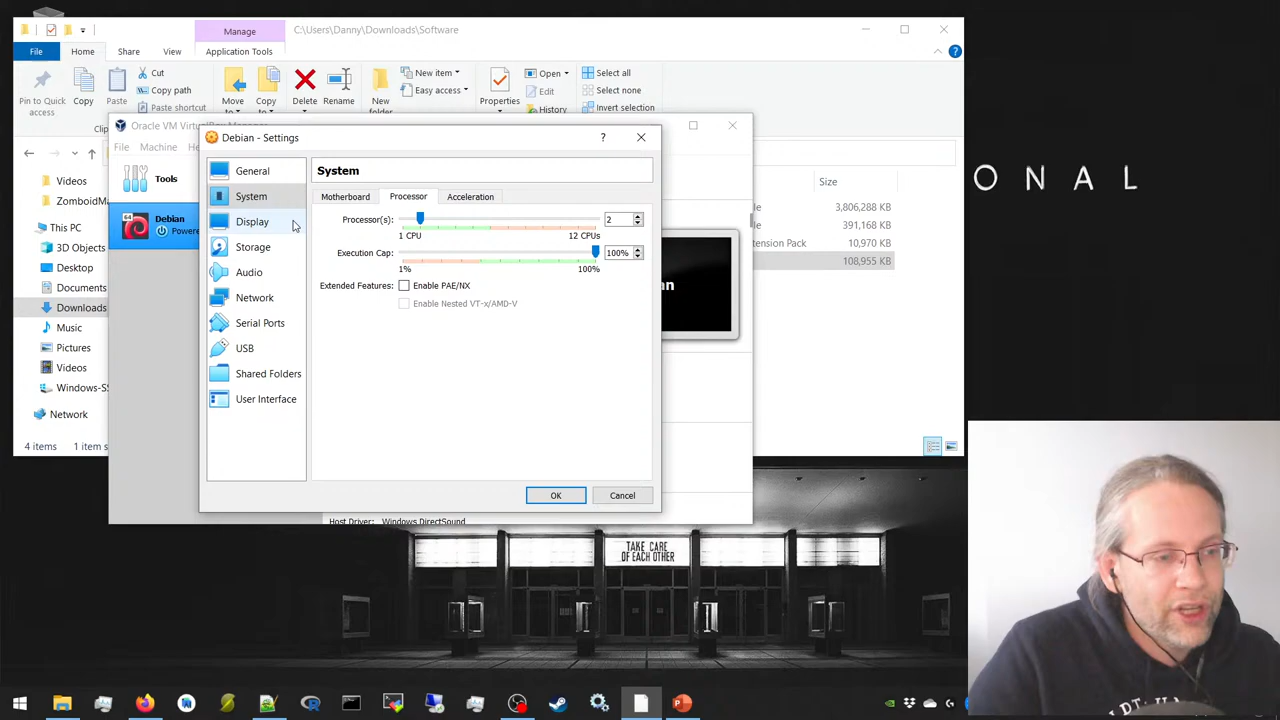 Manage
C:\Users\Danny\Downloads\Software
File
Home
Share
View
Application Tools
Pin to Quick access
Copy
Paste
Cut
Copy path
Paste shortcut
Move to
Copy to
Delete
Rename
New folder
New item
Easy access
Properties
Open
Edit
History
Select all
Select none
Invert selection
Oracle VM VirtualBox Manager
File
Machine
Tools
Debian
64
Debian - Settings
?
General
System
Display
Storage
Audio
Network
Serial Ports
USB
Shared Folders
User Interface
System
Motherboard
Processor
Acceleration
Processor(s):
2
1 CPU
12 CPUs
Execution Cap:
100%
1%
100%
Extended Features:
Enable PAE/NX
Enable Nested VT-x/AMD-V
OK
Cancel
Host Driver:
Windows DirectSound
Videos
This PC
3D Objects
Desktop
Documents
Downloads
Music
Pictures
Videos
Network
4 items
Size
3,806,288 KB
391,168 KB
10,970 KB
108,955 KB
ONAL
TAKE CARE
OF EACH OTHER